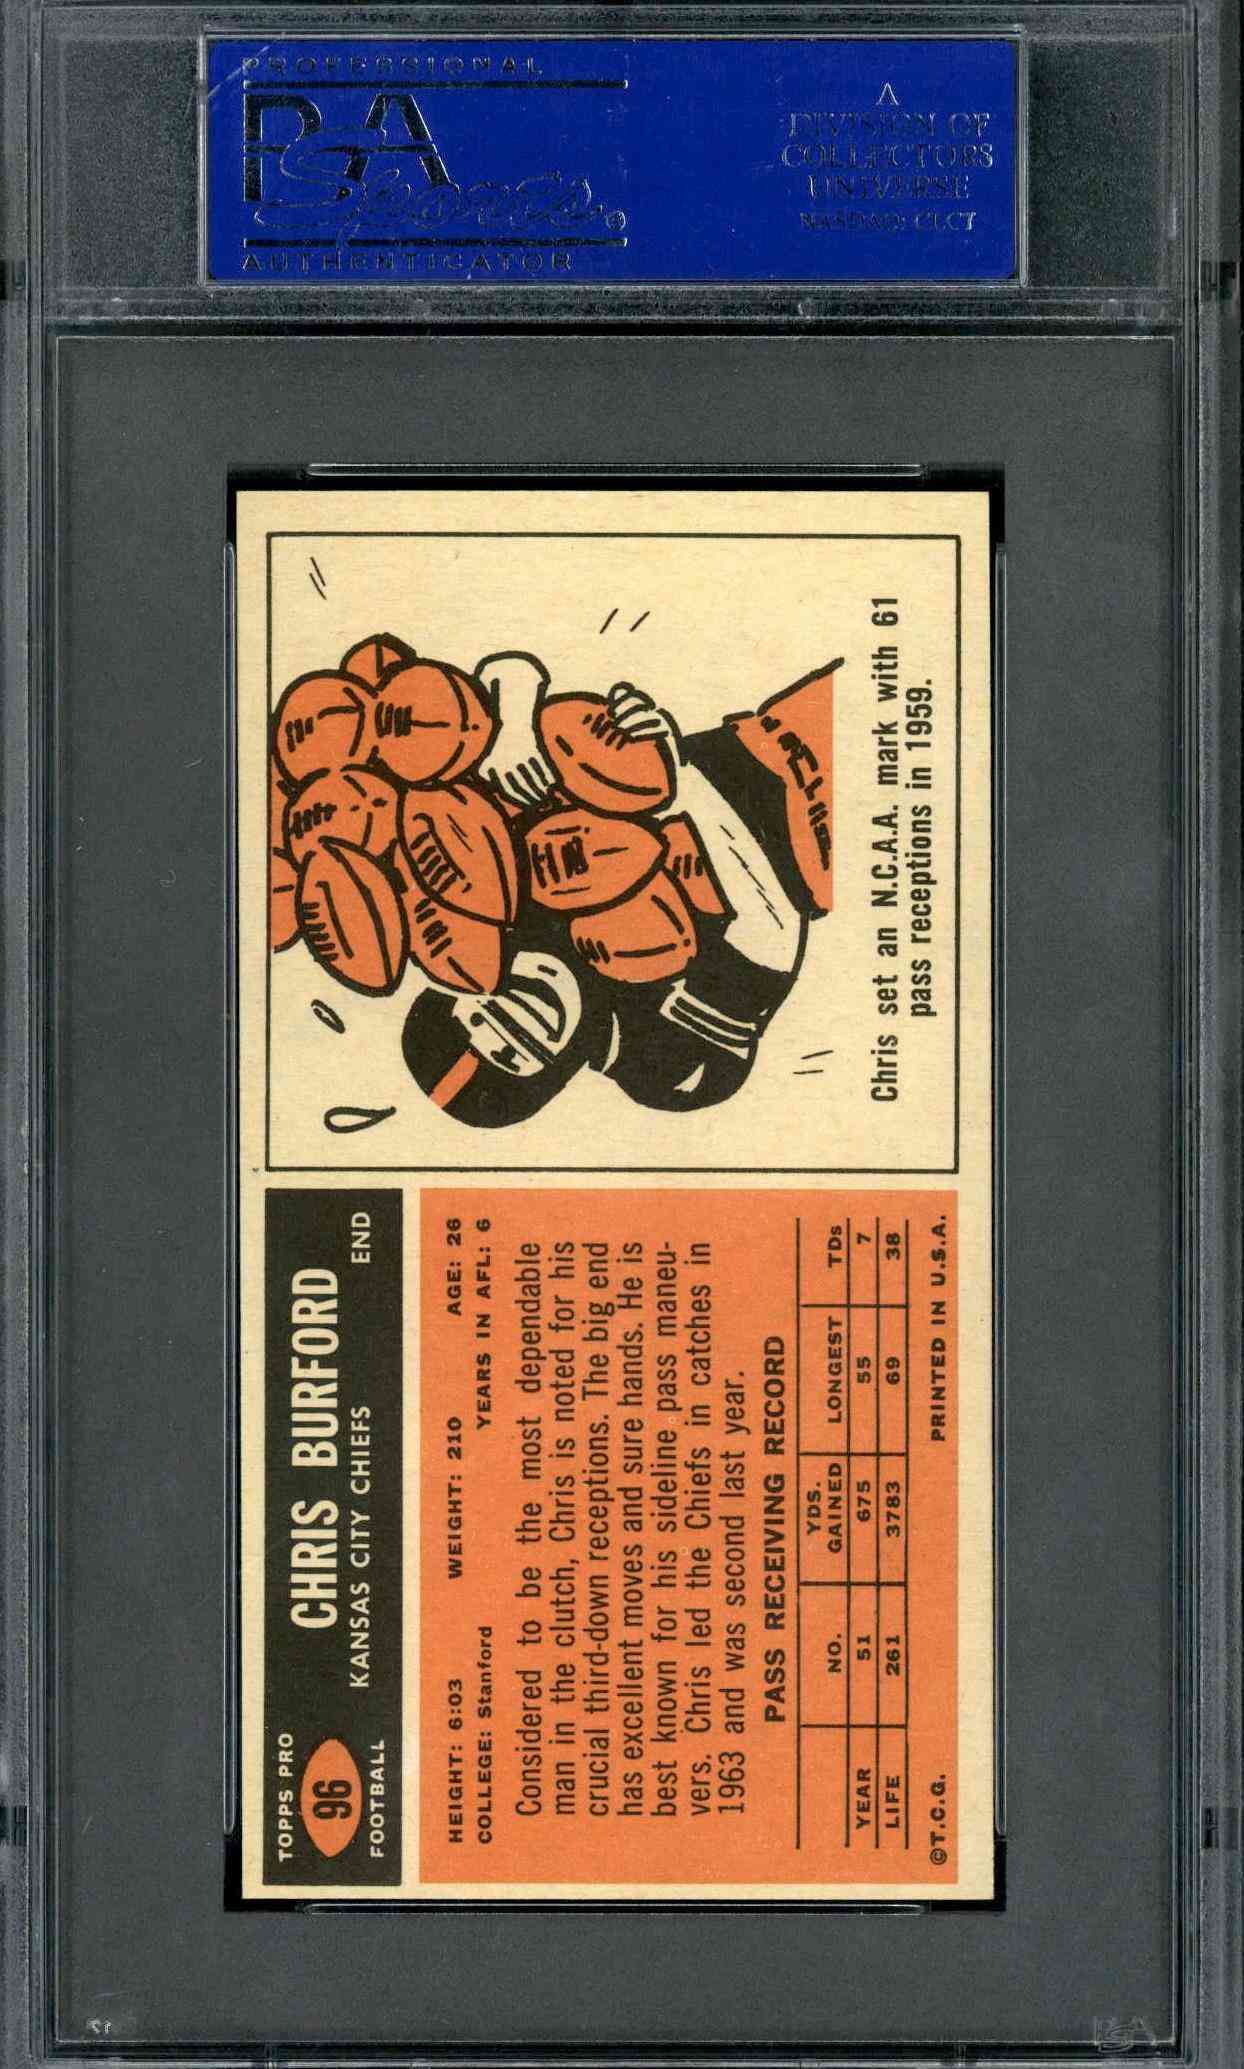 PROFESSIONAL
PSA
Sports®
AUTHENTICATOR
A
DIVISION OF
COLLECTORS
UNIVERSE
NASDAQ: CLCT
TOPPS PRO
96
FOOTBALL
CHRIS BURFORD
KANSAS CITY CHIEFS END
HEIGHT: 6:03 WEIGHT: 210 AGE: 26
COLLEGE: Stanford YEARS IN AFL: 6
Considered to be the most dependable
man in the clutch, Chris is noted for his
crucial third-down receptions. The big end
has excellent moves and sure hands. He is
best known for his sideline pass maneu-
vers. Chris led the Chiefs in catches in
1963 and was second last year.
PASS RECEIVING RECORD
NO. YDS. GAINED LONGEST TDs
YEAR 51 675 55 7
LIFE 261 3783 69 38
©T.C.G. PRINTED IN U.S.A.
Chris set an N.C.A.A. mark with 61
pass receptions in 1959.
PSA